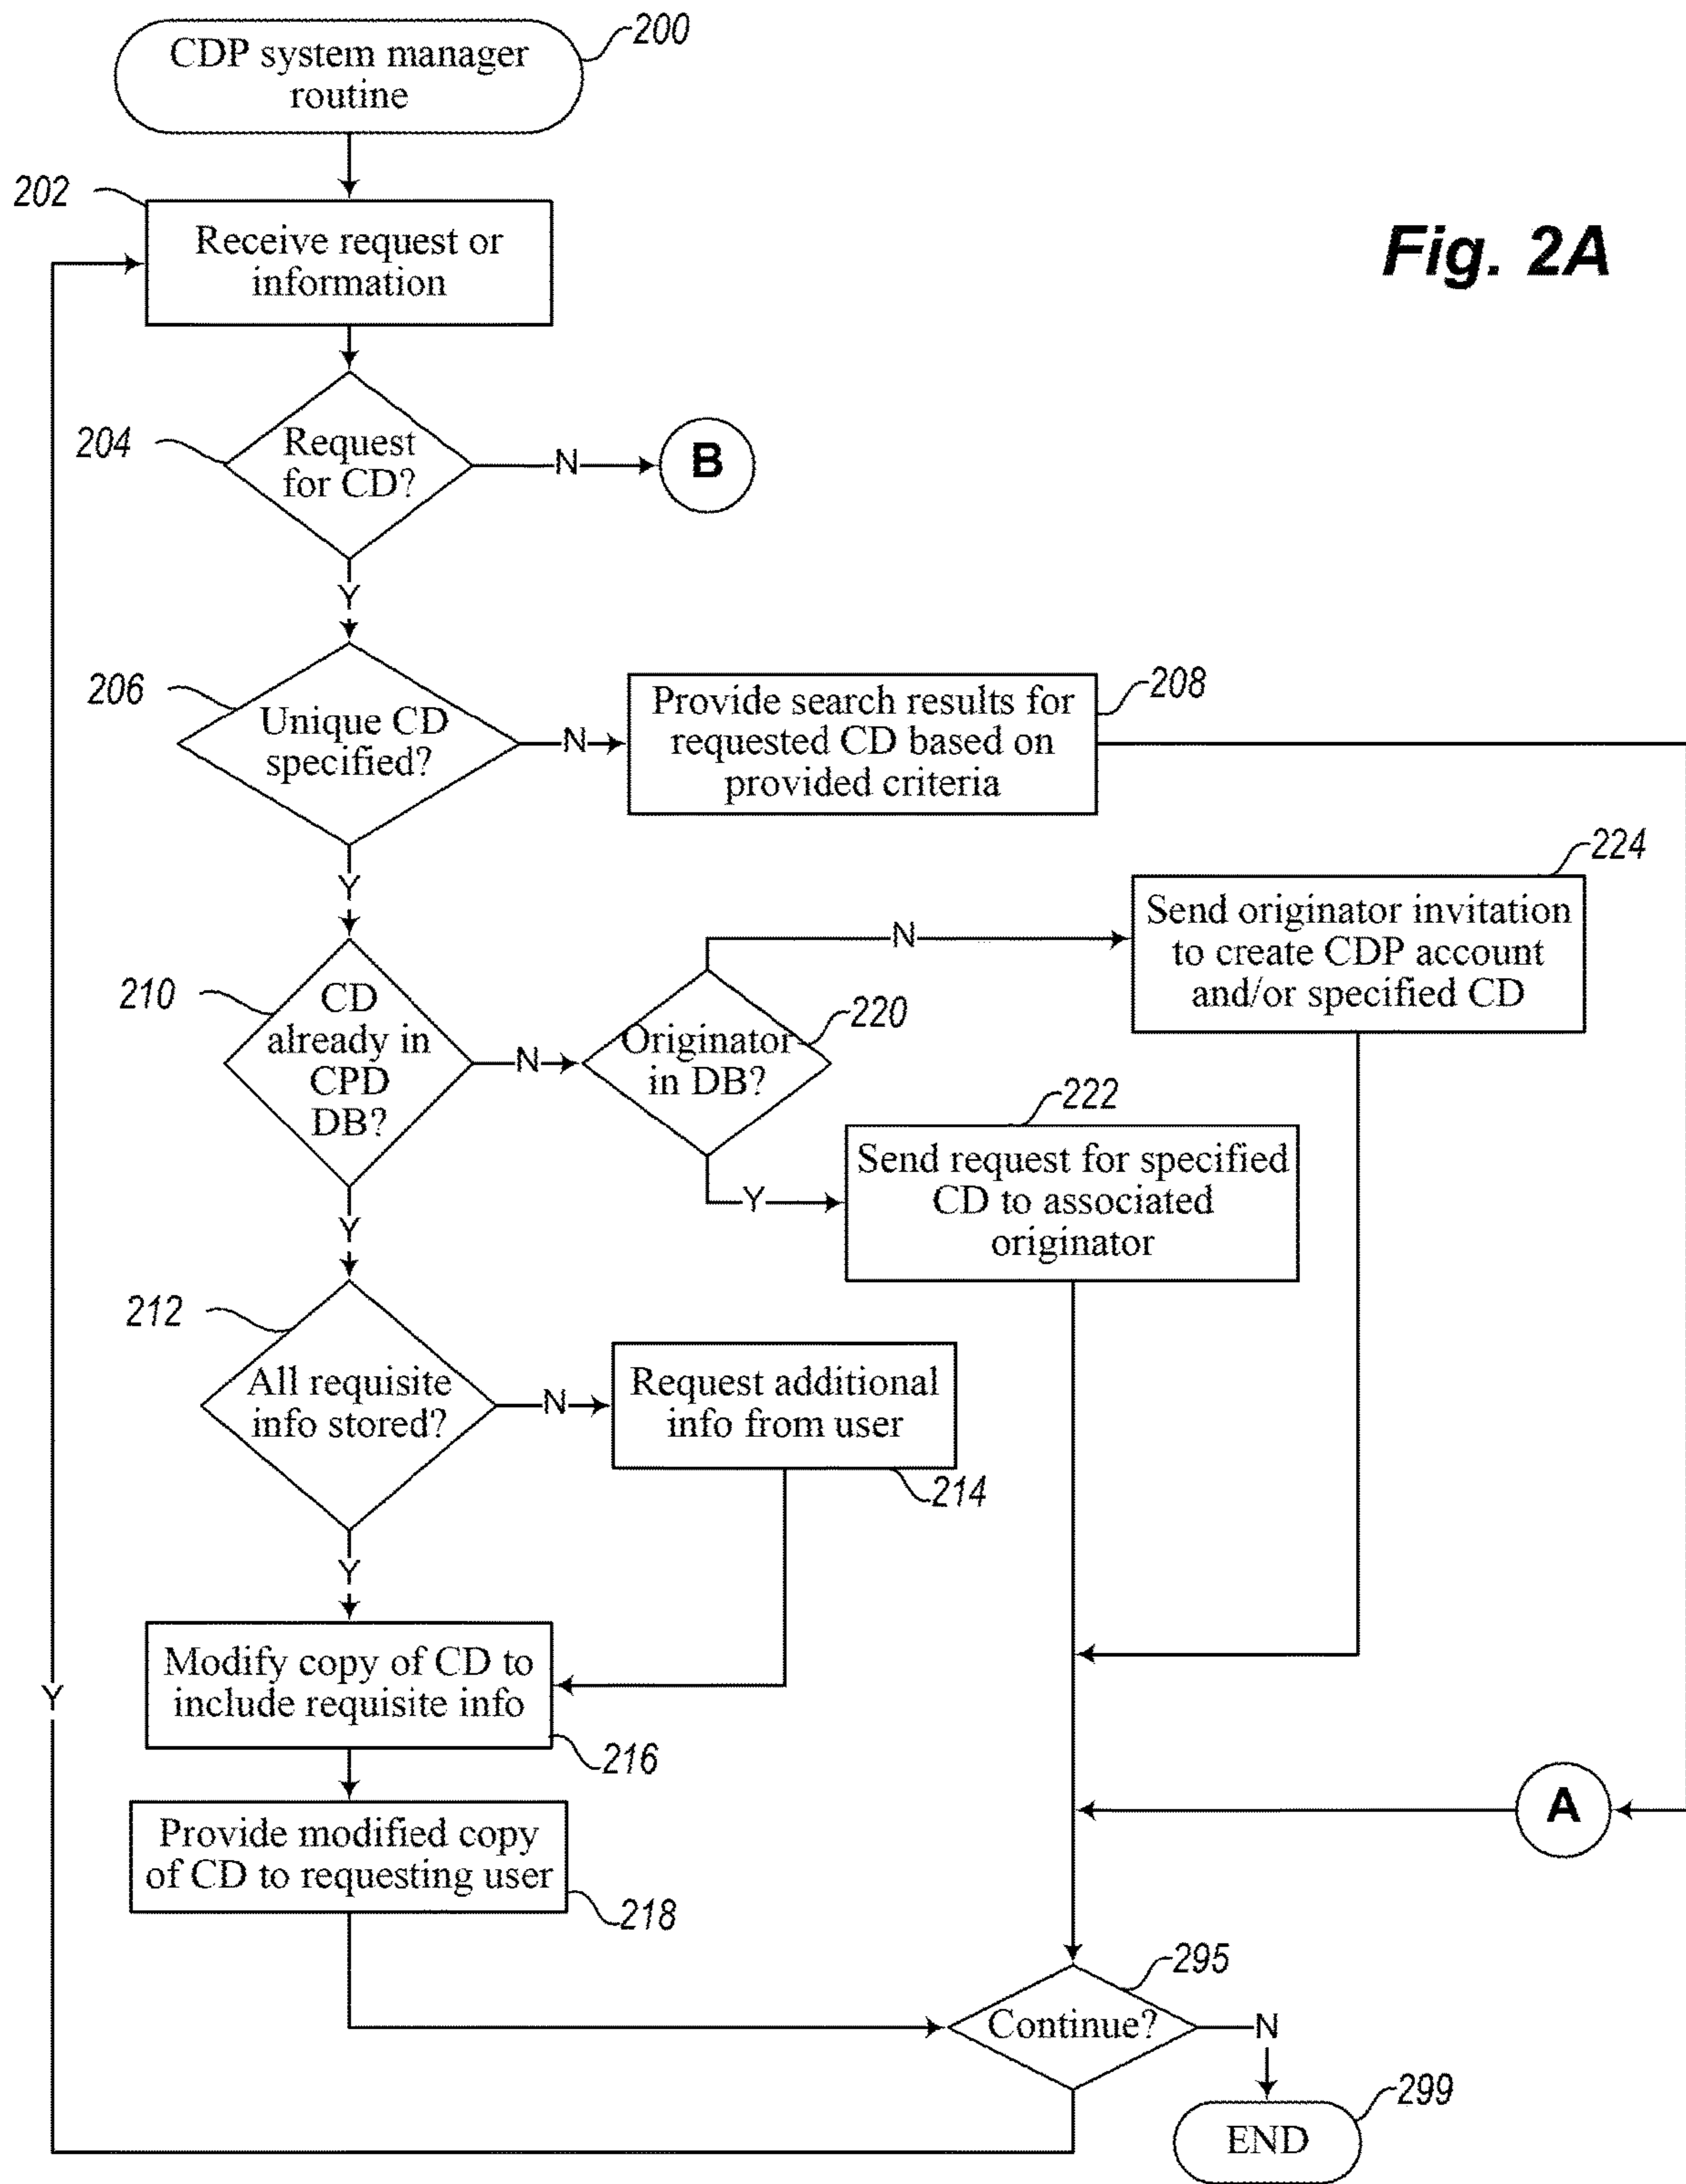 CDP system manager
routine
200
202
Receive request or
information
Fig. 2A
204
Request
for CD?
N
B
Y
206
Unique CD
specified?
N
Provide search results for
requested CD based on
provided criteria
208
Y
224
Send originator invitation
to create CDP account
and/or specified CD
N
210
CD
already in
CPD
DB?
N
Originator
in DB?
220
222
Send request for specified
CD to associated
originator
Y
Y
212
All requisite
info stored?
N
Request additional
info from user
214
Y
Modify copy of CD to
include requisite info
216
Y
Provide modified copy
of CD to requesting user
218
A
295
Continue?
N
299
END